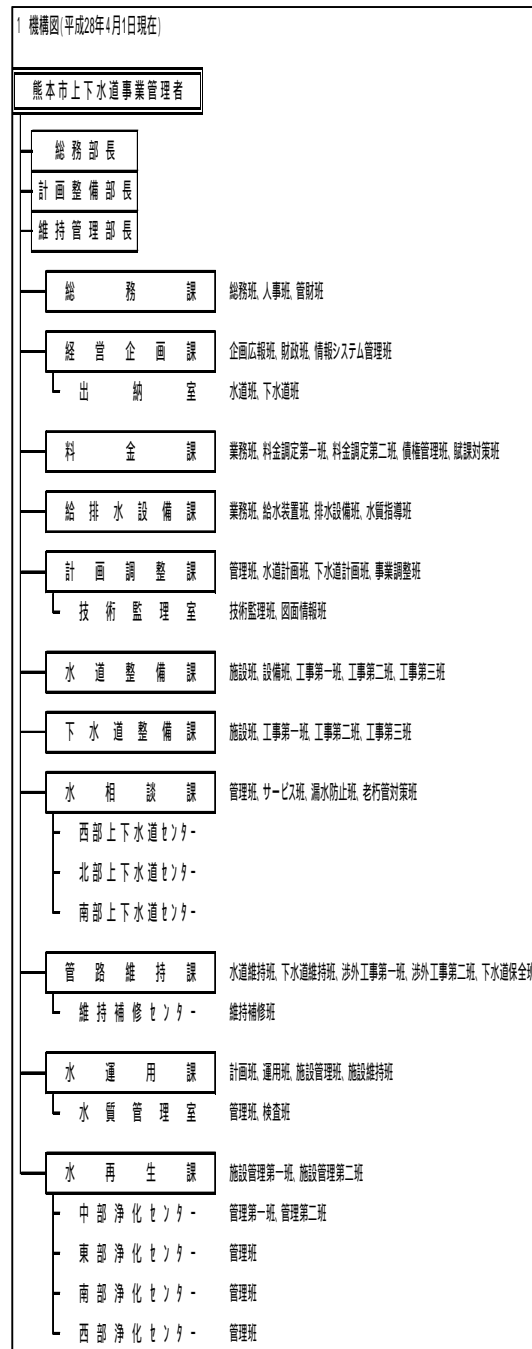 1 機構図(平成28年4月1日現在)
熊本市上下水道事業管理者
総務部長
計画整備部長
維持管理部長
総務課 総務班, 人事班, 管財班
経営企画課 企画広報班, 財政班, 情報システム管理班
出納室 水道班, 下水道班
料金課 業務班, 料金調定第一班, 料金調定第二班, 債権管理班, 賦課対策班
給排水設備課 業務班, 給水装置班, 排水設備班, 水質指導班
計画調整課 管理班, 水道計画班, 下水道計画班, 事業調整班
技術監理室 技術監理班, 図面情報班
水道整備課 施設班, 設備班, 工事第一班, 工事第二班, 工事第三班
下水道整備課 施設班, 工事第一班, 工事第二班, 工事第三班
水相談課 管理班, サービス班, 漏水防止班, 老朽管対策班
西部上下水道センター
北部上下水道センター
南部上下水道センター
管路維持課 水道維持班, 下水道維持班, 渉外工事第一班, 渉外工事第二班, 下水道保全班
維持補修センター 維持補修班
水運用課 計画班, 運用班, 施設管理班, 施設維持班
水質管理室 管理班, 検査班
水再生課 施設管理第一班, 施設管理第二班
中部浄化センター 管理第一班, 管理第二班
東部浄化センター 管理班
南部浄化センター 管理班
西部浄化センター 管理班